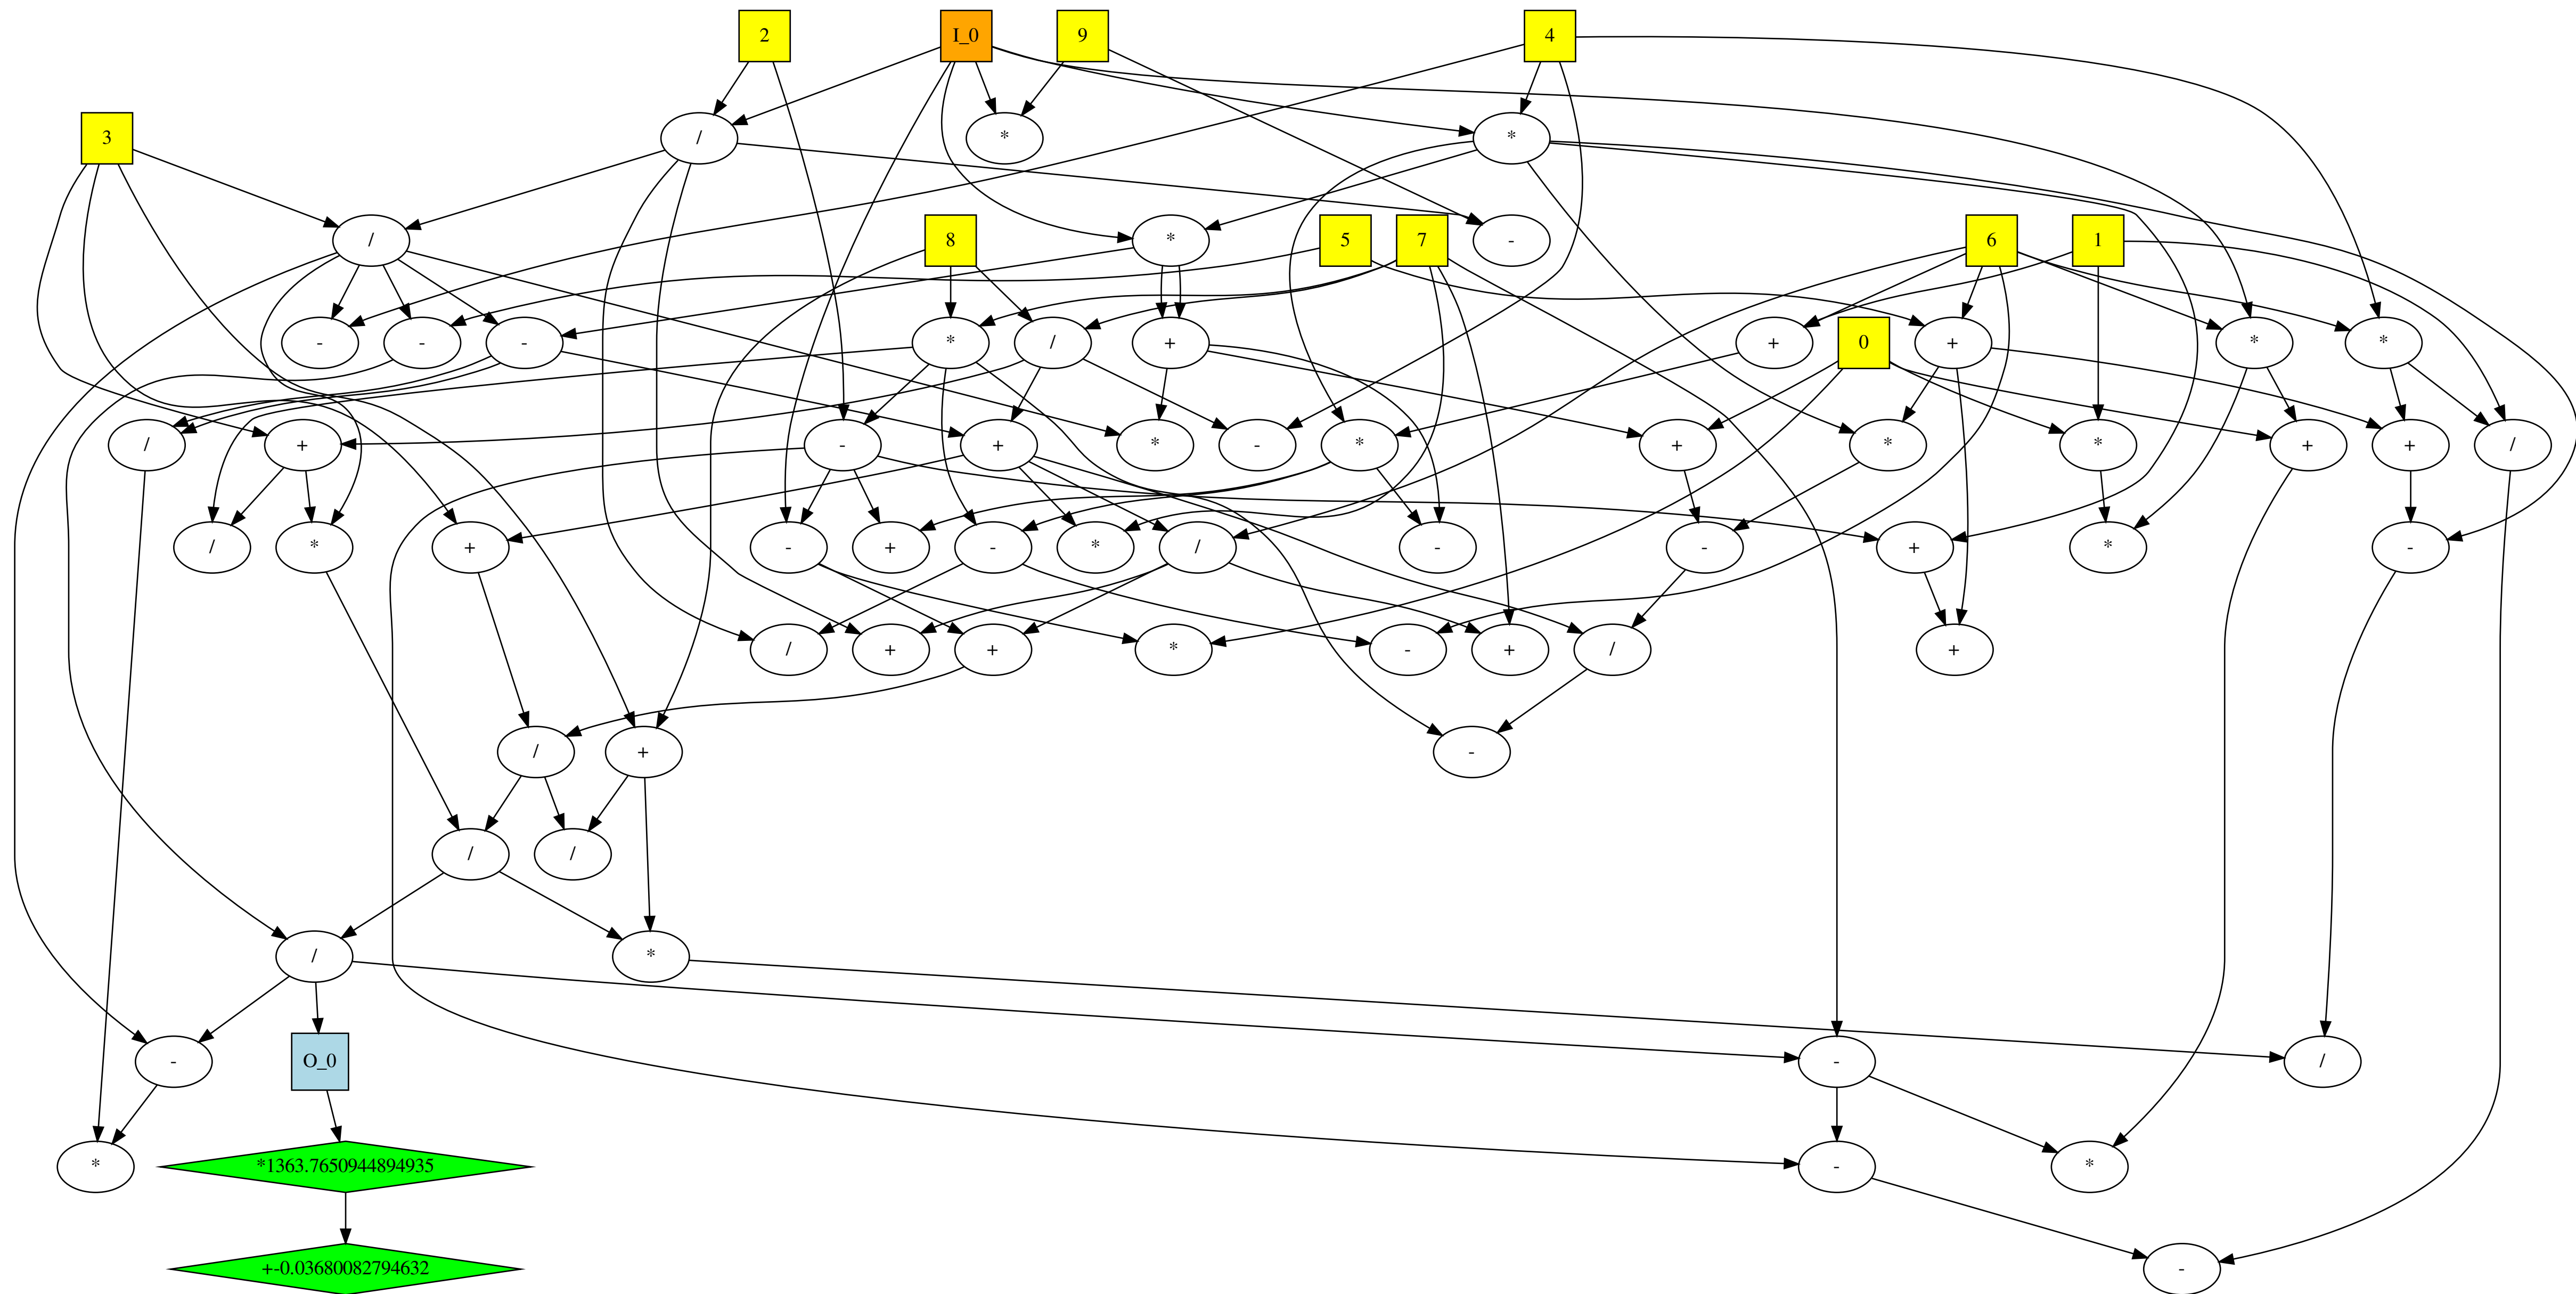 2 I_0 9 4
3 / * *
/ * 8 5 7 - 6 1
- - - * / + + 0 + * *
/ + - + * - * + * * + + /
/ * + - + - * / - - + * -
/ + + * - + / +
/ + -
/ /
/ *
- O_0 - /
* *1363.7650944894935 - *
+-0.03680082794632 -